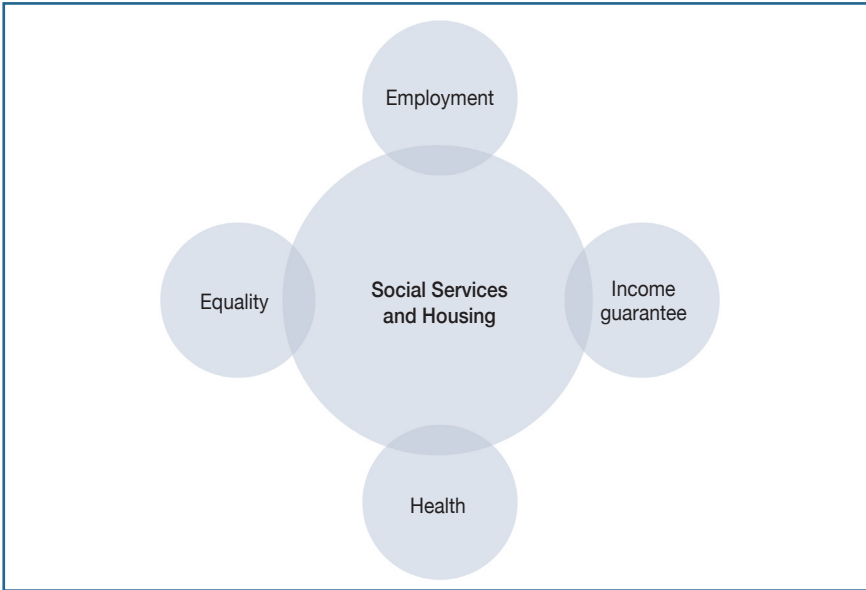 Employment
Equality
Social Services
and Housing
Income
guarantee
Health